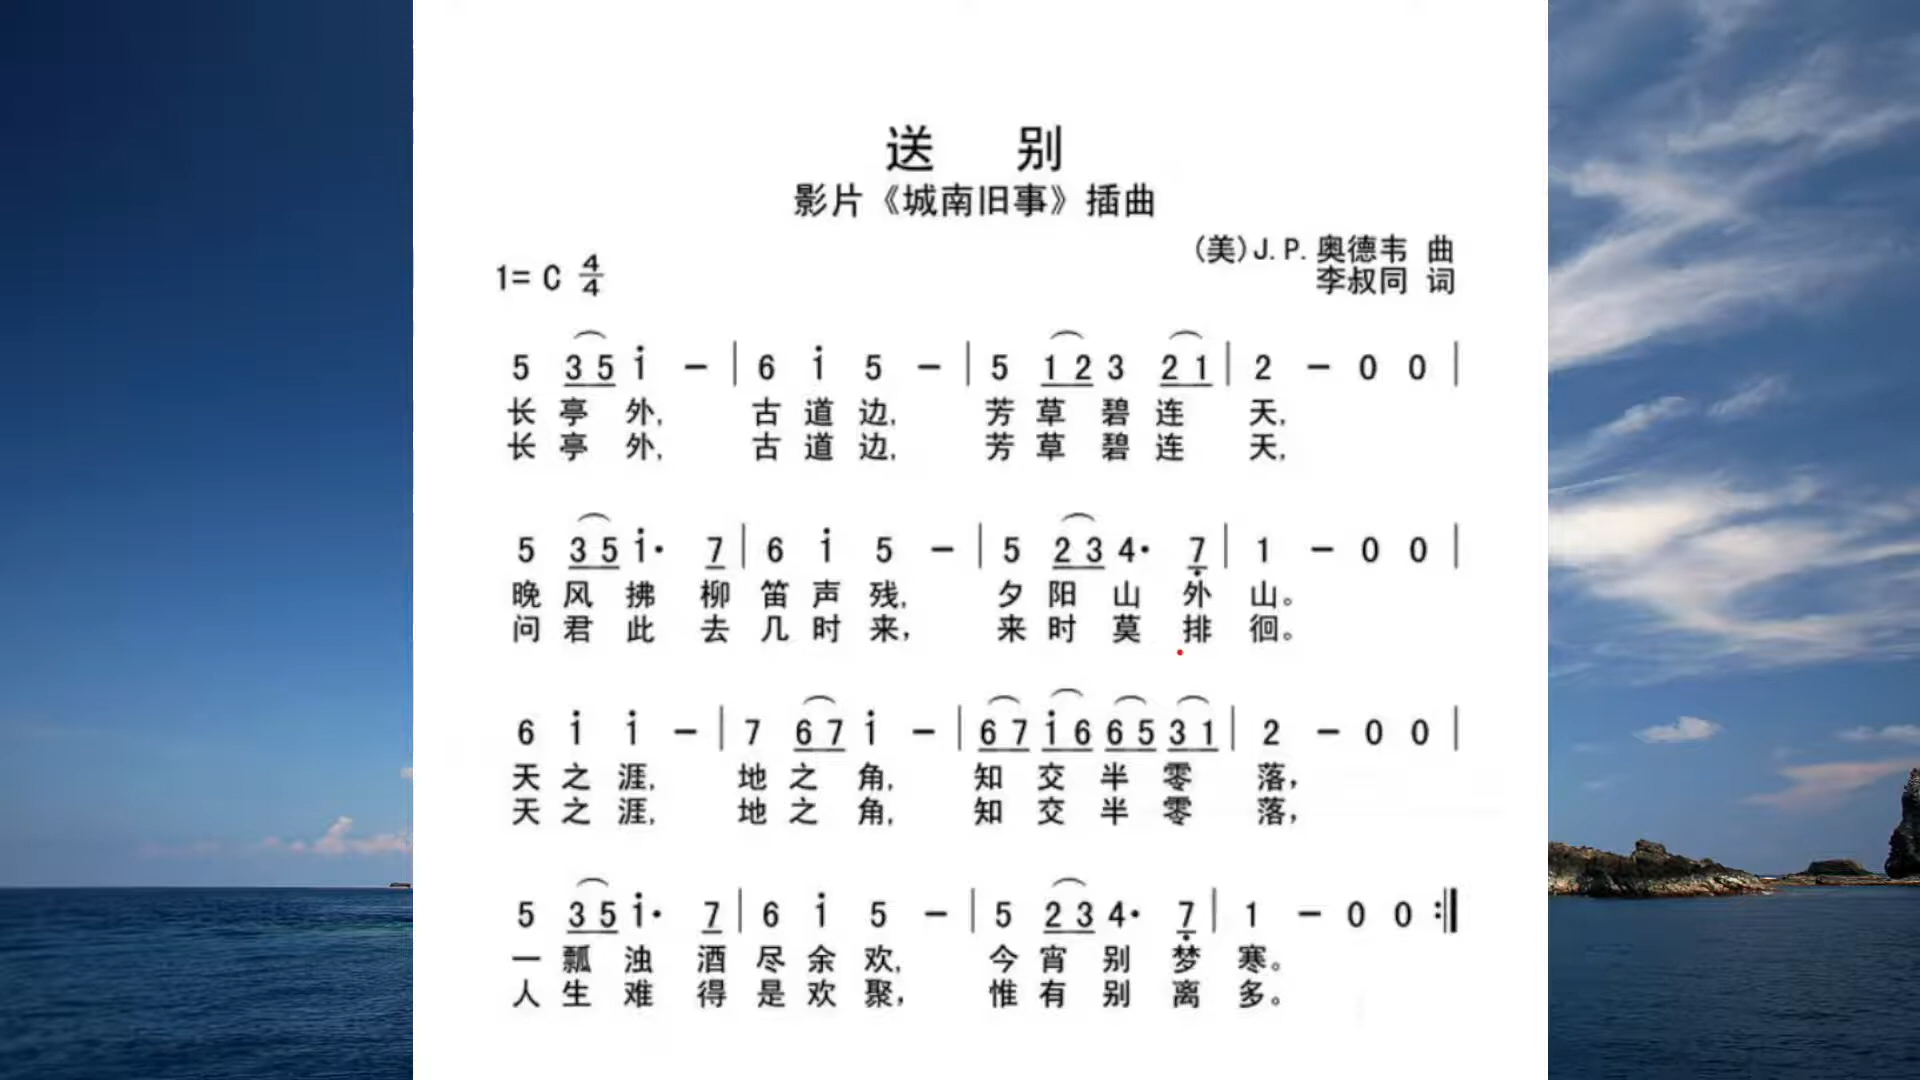 送 别
影片《城南旧事》插曲
(美)J.P.奥德韦 曲
1= C 4/4
李叔同 词
5 3 5 i － | 6 i 5 － | 5 1 2 3 2 1 | 2 － 0 0 |
长 亭 外, 古 道 边, 芳 草 碧 连 天,
长 亭 外, 古 道 边, 芳 草 碧 连 天,
5 3 5 i· 7 | 6 i 5 － | 5 2 3 4· 7 | 1 － 0 0 |
晚 风 拂 柳 笛 声 残, 夕 阳 山 外 山。
问 君 此 去 几 时 来, 来 时 莫 排 徊。
6 i i － | 7 6 7 i － | 6 7 i 6 6 5 3 1 | 2 － 0 0 |
天 之 涯, 地 之 角, 知 交 半 零 落,
天 之 涯, 地 之 角, 知 交 半 零 落,
5 3 5 i· 7 | 6 i 5 － | 5 2 3 4· 7 | 1 － 0 0 :‖
一 瓢 浊 酒 尽 余 欢, 今 宵 别 梦 寒。
人 生 难 得 是 欢 聚, 惟 有 别 离 多。